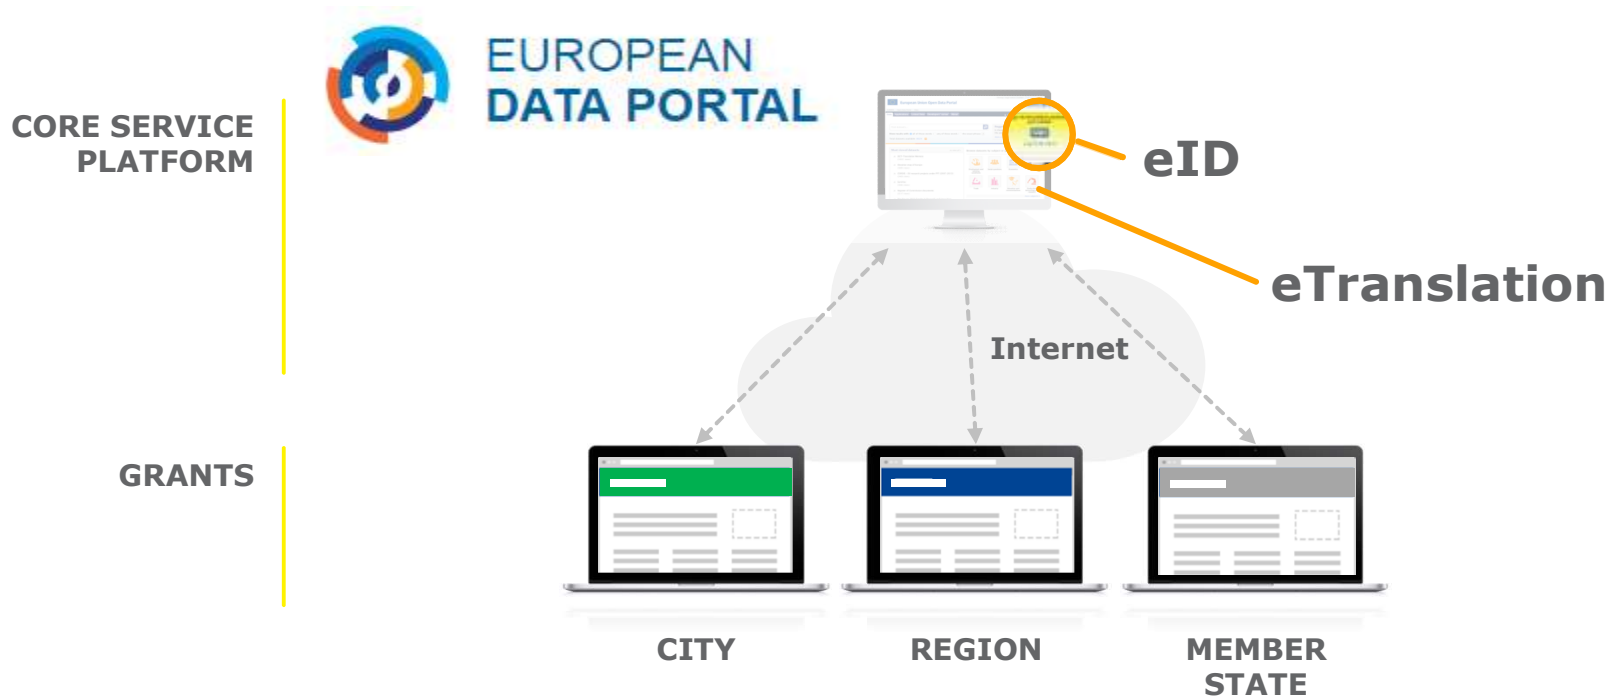 EUROPEAN
DATA PORTAL
CORE SERVICE
PLATFORM
eID
eTranslation
Internet
GRANTS
CITY
REGION
MEMBER
STATE